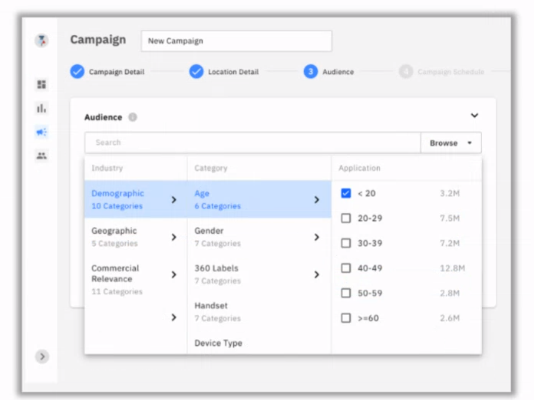 Campaign
New Campaign
Campaign Detail
Location Detail
3
Audience
4
Campaign Schedule
Audience
Search
Browse
Industry
Category
Application
Demographic
10 Categories
Age
6 Categories
< 20
3.2M
20-29
7.5M
Geographic
5 Categories
Gender
7 Categories
30-39
7.2M
Commercial
Relevance
11 Categories
360 Labels
7 Categories
40-49
12.8M
50-59
2.8M
Handset
7 Categories
>=60
2.6M
Device Type